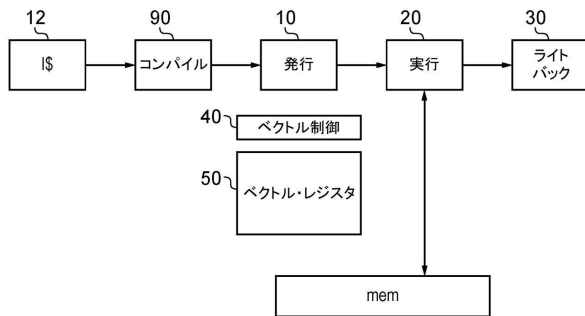 12
90
10
20
30
I$
コンパイル
発行
実行
ライト
バック
40
ベクトル制御
50
ベクトル・レジスタ
mem